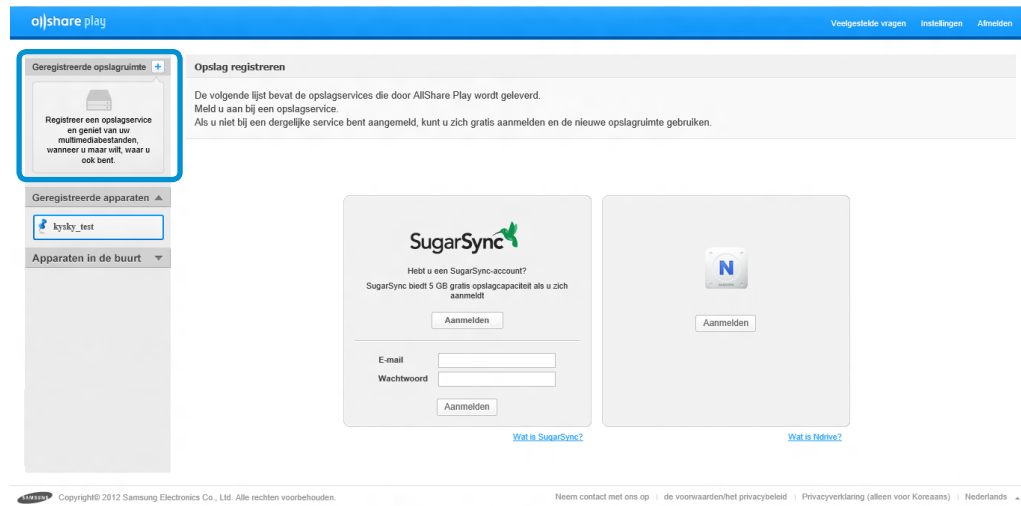 allshare play
Veelgestelde vragen Instellingen Afmelden
Geregistreerde opslagruimte +
Registreer een opslagservice
en geniet van uw
multimediabestanden,
wanneer u maar wilt, waar u
ook bent.
Geregistreerde apparaten
kysky_test
Apparaten in de buurt
Opslag registreren
De volgende lijst bevat de opslagservices die door AllShare Play wordt geleverd.
Meld u aan bij een opslagservice.
Als u niet bij een dergelijke service bent aangemeld, kunt u zich gratis aanmelden en de nieuwe opslagruimte gebruiken.
SugarSync
Hebt u een SugarSync-account?
SugarSync biedt 5 GB gratis opslagcapaciteit als u zich
aanmeldt
Aanmelden
E-mail
Wachtwoord
Aanmelden
Wat is SugarSync?
N
Aanmelden
Wat is Ndrive?
SAMSUNG Copyright© 2012 Samsung Electronics Co., Ltd. Alle rechten voorbehouden.
Neem contact met ons op | de voorwaarden/het privacybeleid | Privacyverklaring (alleen voor Koreaans) | Nederlands